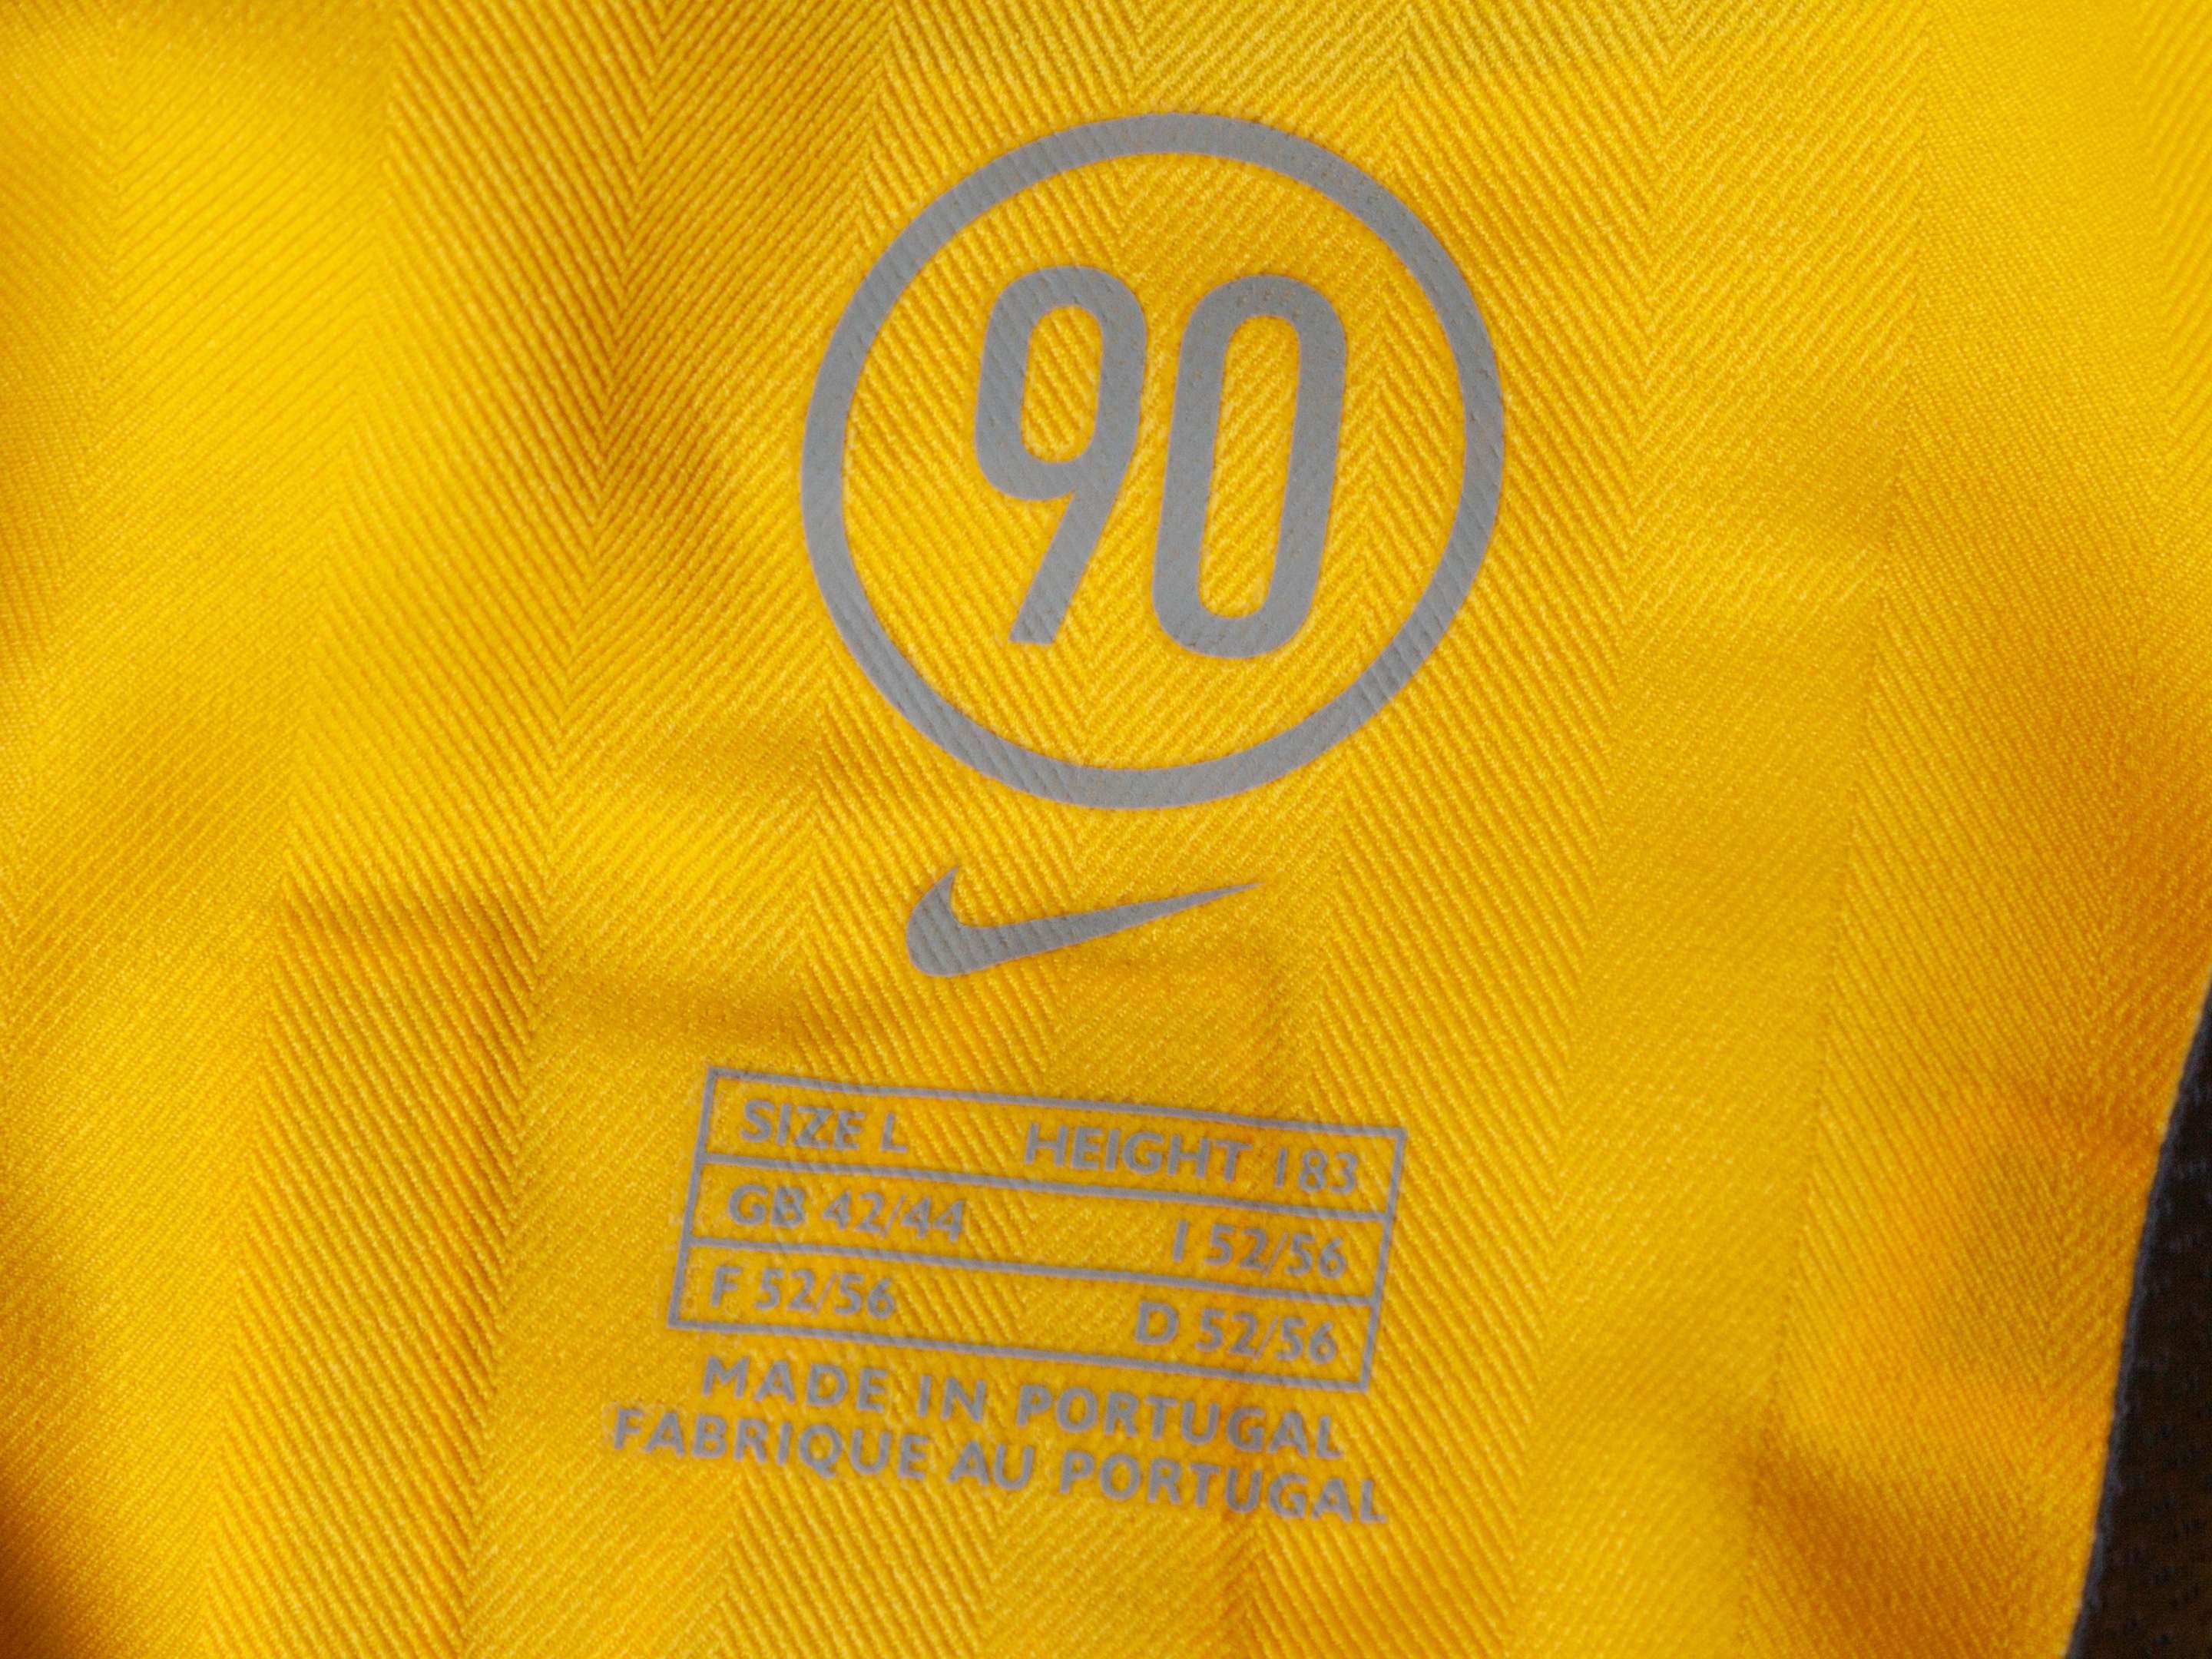 90
SIZE L HEIGHT 183
GB 42/44 I 52/56
F 52/56 D 52/56
MADE IN PORTUGAL
FABRIQUE AU PORTUGAL